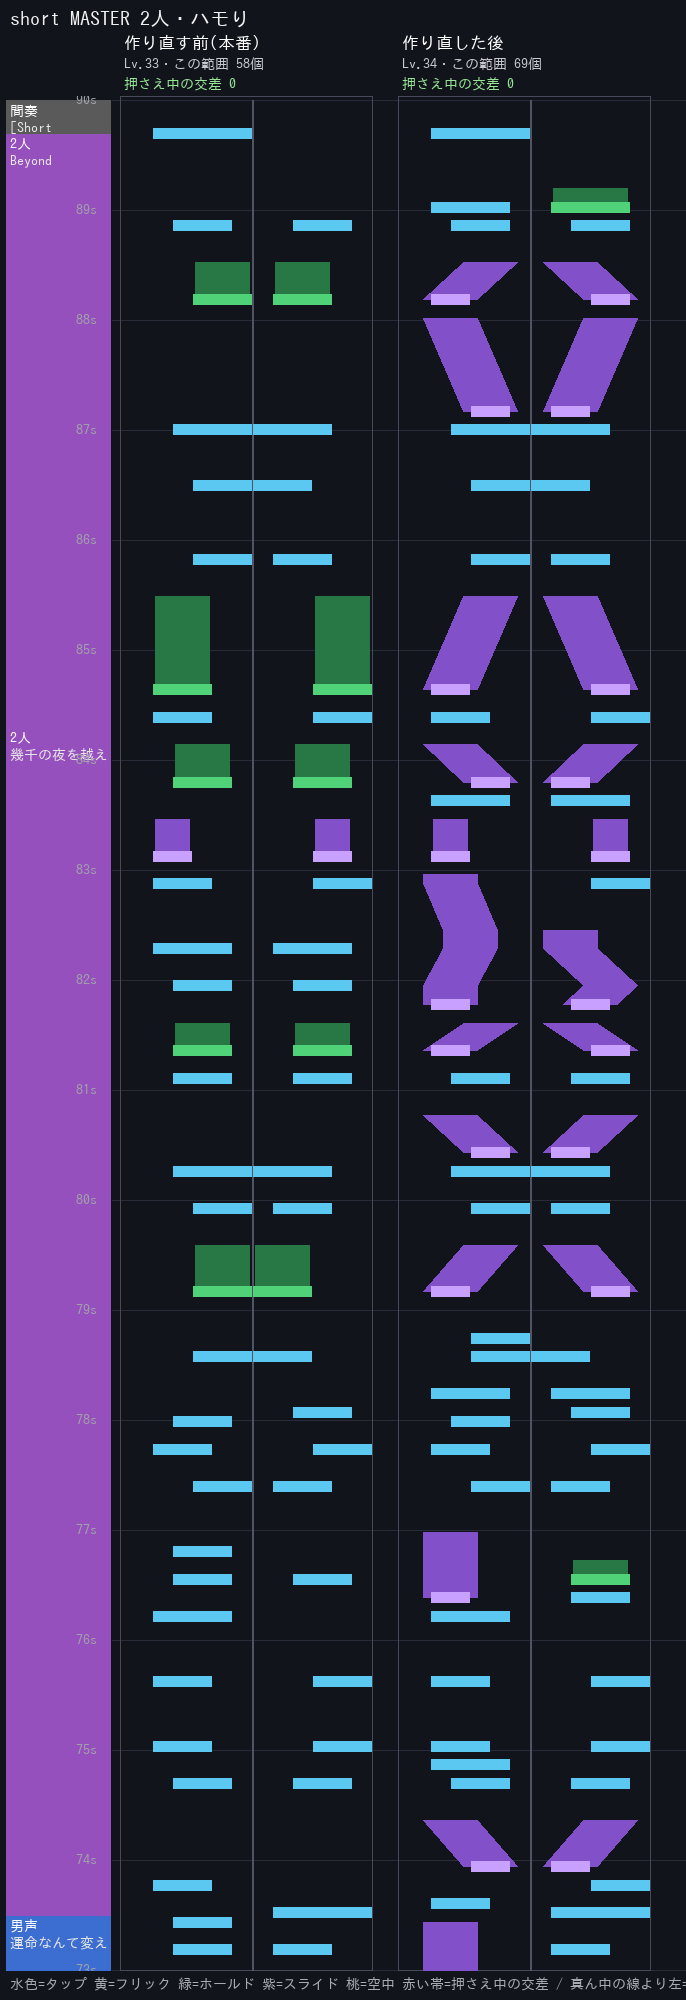 short MASTER 2人・ハモり
作り直す前(本番)
Lv.33・この範囲 58個
押さえ中の交差 0
作り直した後
Lv.34・この範囲 69個
押さえ中の交差 0
90s
間奏
[Short
2人
Beyond
89s
88s
87s
86s
85s
2人
幾千の夜を越え
84s
83s
82s
81s
80s
79s
78s
77s
76s
75s
74s
男声
運命なんて変え
73s
水色=タップ 黄=フリック 緑=ホールド 紫=スライド 桃=空中 赤い帯=押さえ中の交差 / 真ん中の線より左=